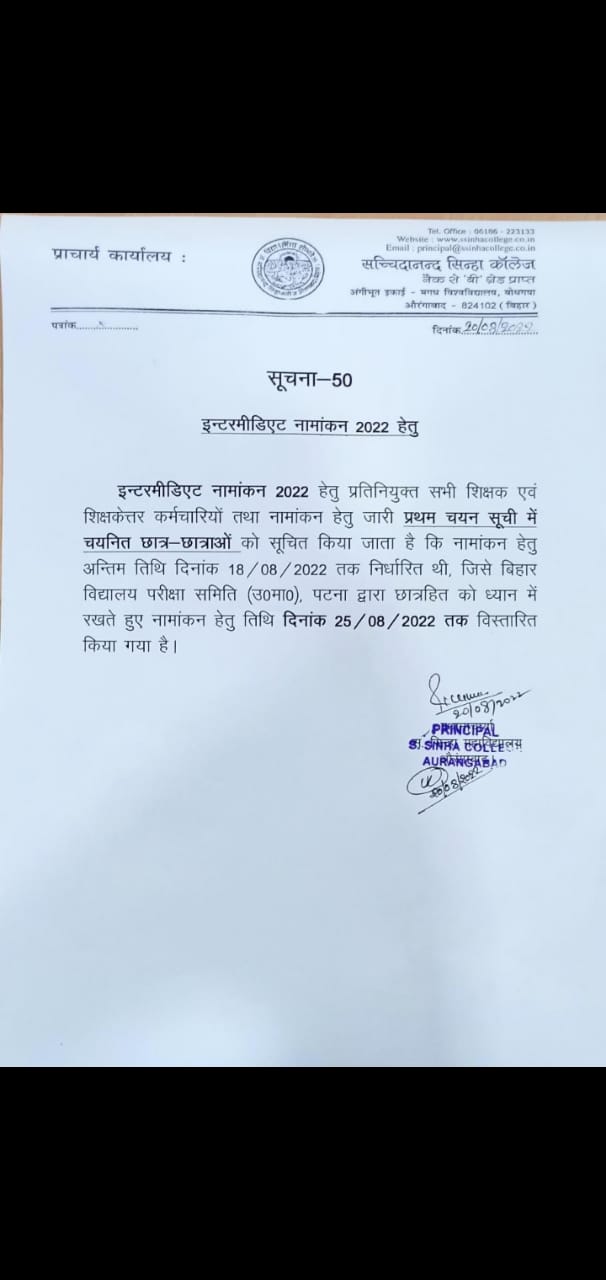 Tel. Office : 06186 - 223133
Website : www.ssinhacollege.co.in
Email : principal@ssinhacollege.co.in
प्राचार्य कार्यालय :
सच्चिदानन्द सिन्हा कॉलेज
नैक से 'बी' ग्रेड प्राप्त
अंगीभूत इकाई - मगध विश्वविद्यालय, बोधगया
औरंगाबाद - 824102 ( बिहार )
पत्रांक.....................
दिनांक 20/08/2022
सूचना–50
इन्टरमीडिएट नामांकन 2022 हेतु
इन्टरमीडिएट नामांकन 2022 हेतु प्रतिनियुक्त सभी शिक्षक एवं
शिक्षकेत्तर कर्मचारियों तथा नामांकन हेतु जारी प्रथम चयन सूची में
चयनित छात्र–छात्राओं को सूचित किया जाता है कि नामांकन हेतु
अन्तिम तिथि दिनांक 18/08/2022 तक निर्धारित थी, जिसे बिहार
विद्यालय परीक्षा समिति (उ0मा0), पटना द्वारा छात्रहित को ध्यान में
रखते हुए नामांकन हेतु तिथि दिनांक 25/08/2022 तक विस्तारित
किया गया है।
20/08/2022
PRINCIPAL
S. SINHA COLLEGE
AURANGABAD
20/08/2022